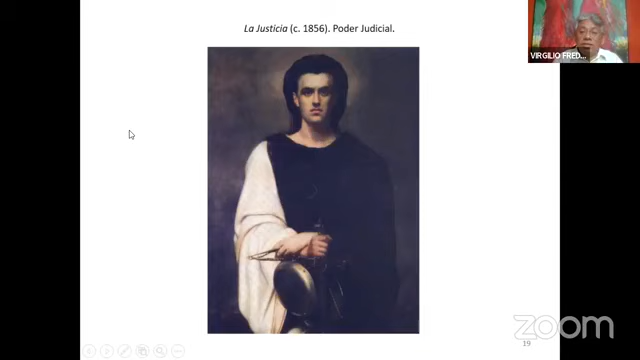 La Justicia (c. 1856). Poder Judicial.
VIRGILIO FRED...
zoom
19